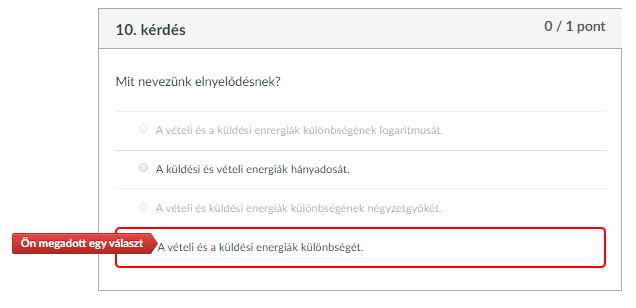 10. kérdés
0 / 1 pont
Mit nevezünk elnyelődésnek?
A vételi és a küldési enrergiák különbségének logaritmusát.
A küldési és vételi energiák hányadosát.
A vételi és küldési energiák különbségének négyzetgyökét.
Ön megadott egy választ
A vételi és a küldési energiák különbségét.